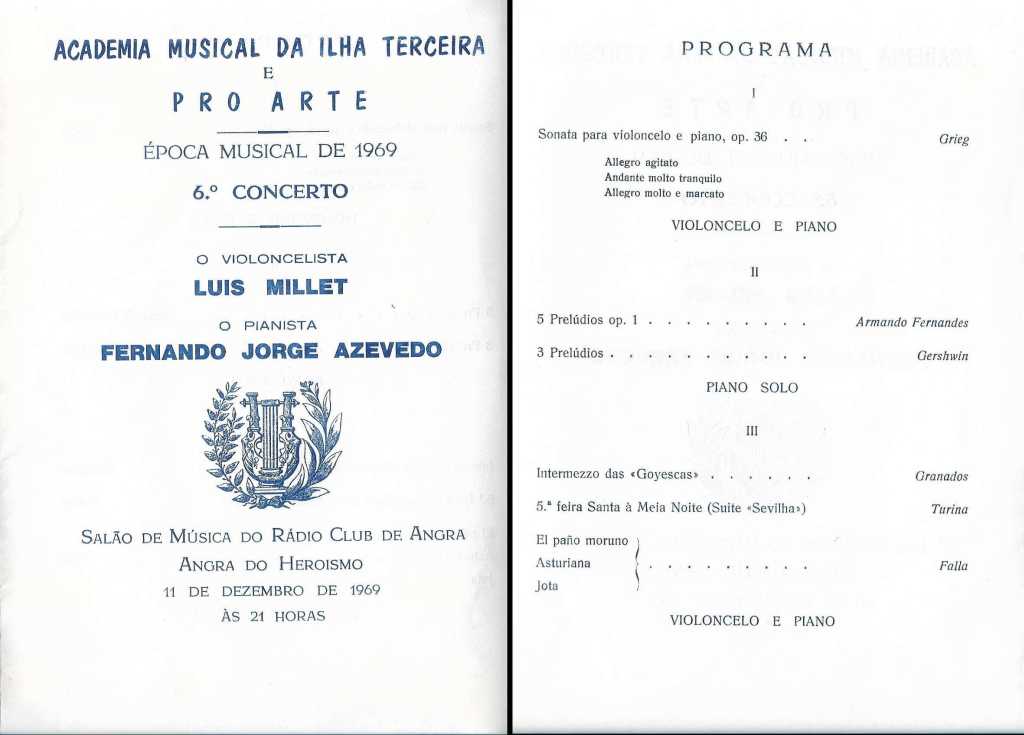 ACADEMIA MUSICAL DA ILHA TERCEIRA
E
PRO ARTE
ÉPOCA MUSICAL DE 1969
6.º CONCERTO
O VIOLONCELISTA
LUIS MILLET
O PIANISTA
FERNANDO JORGE AZEVEDO
SALÃO DE MÚSICA DO RÁDIO CLUB DE ANGRA
ANGRA DO HEROISMO
11 DE DEZEMBRO DE 1969
ÀS 21 HORAS
PROGRAMA
I
Sonata para violoncelo e piano, op. 36 . . Grieg
Allegro agitato
Andante molto tranquilo
Allegro molto e marcato
VIOLONCELO E PIANO
II
5 Prelúdios op. 1 . . . . . . . . . Armando Fernandes
3 Prelúdios . . . . . . . . . . . Gershwin
PIANO SOLO
III
Intermezzo das «Goyescas» . . . . . . Granados
5.ª feira Santa à Meia Noite (Suite «Sevilha») Turina
El paño moruno
Asturiana . . . . . . . . . Falla
Jota
VIOLONCELO E PIANO